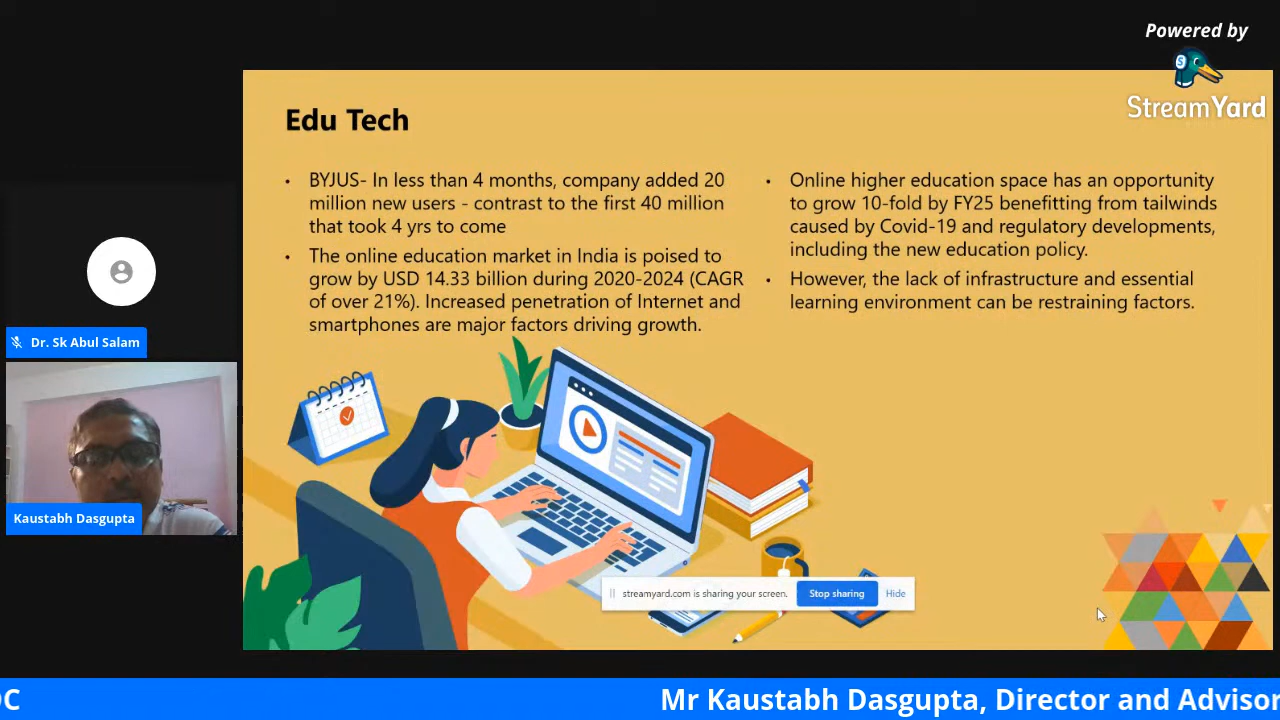 Powered by
StreamYard
Edu Tech
• BYJUS- In less than 4 months, company added 20
million new users - contrast to the first 40 million
that took 4 yrs to come
• The online education market in India is poised to
grow by USD 14.33 billion during 2020-2024 (CAGR
of over 21%). Increased penetration of Internet and
smartphones are major factors driving growth.
• Online higher education space has an opportunity
to grow 10-fold by FY25 benefitting from tailwinds
caused by Covid-19 and regulatory developments,
including the new education policy.
• However, the lack of infrastructure and essential
learning environment can be restraining factors.
Dr. Sk Abul Salam
Kaustabh Dasgupta
streamyard.com is sharing your screen. Stop sharing Hide
C Mr Kaustabh Dasgupta, Director and Advisor